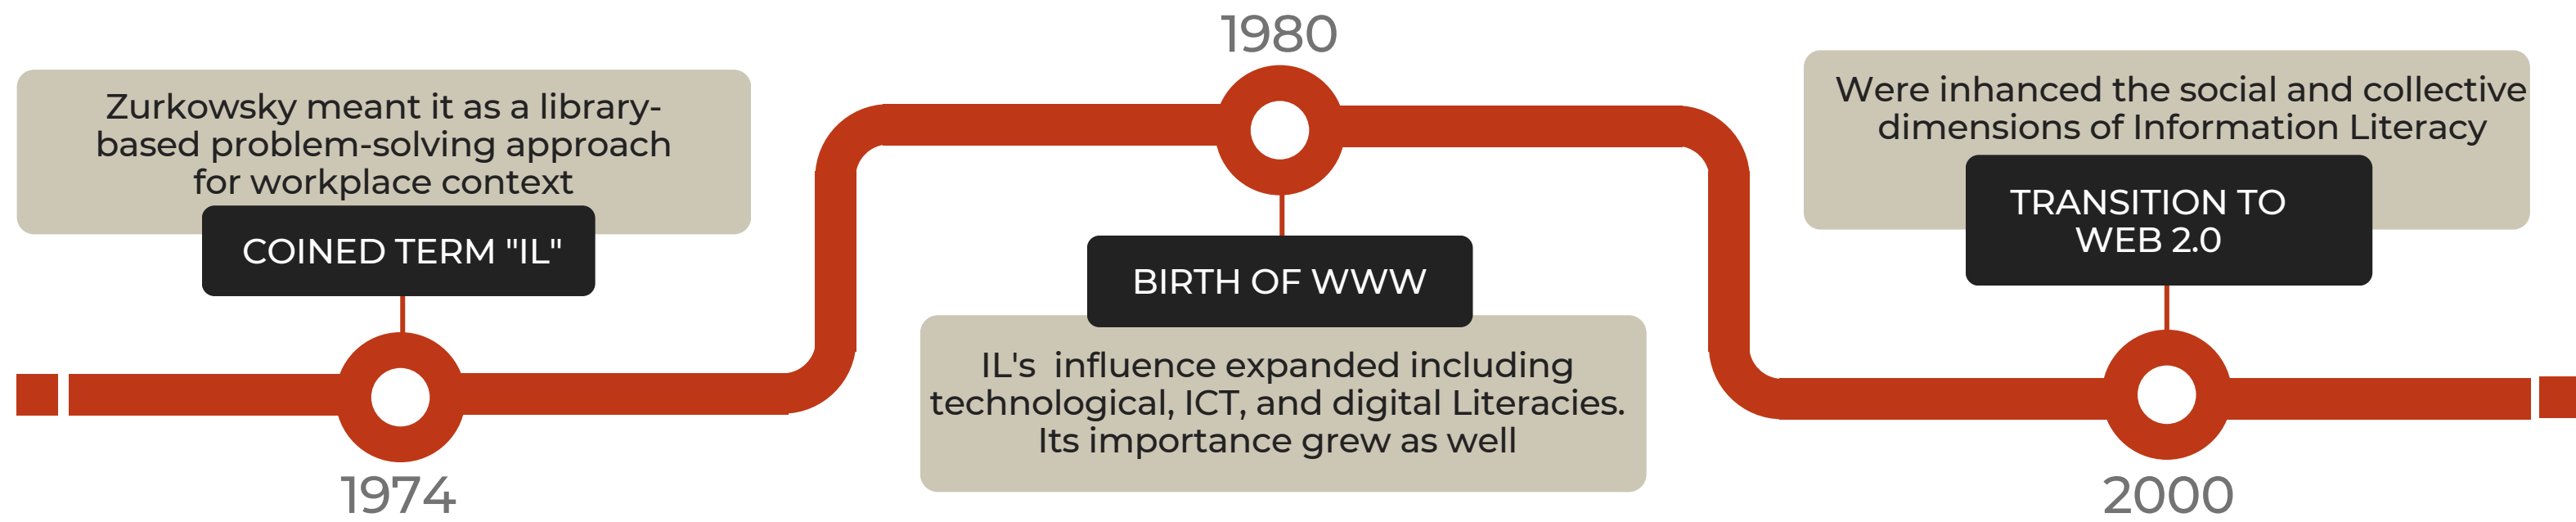 Zurkowsky meant it as a library-
based problem-solving approach
for workplace context
COINED TERM "IL"
1974
1980
BIRTH OF WWW
IL's  influence expanded including
technological, ICT, and digital Literacies.
Its importance grew as well
Were inhanced the social and collective
dimensions of Information Literacy
TRANSITION TO
WEB 2.0
2000